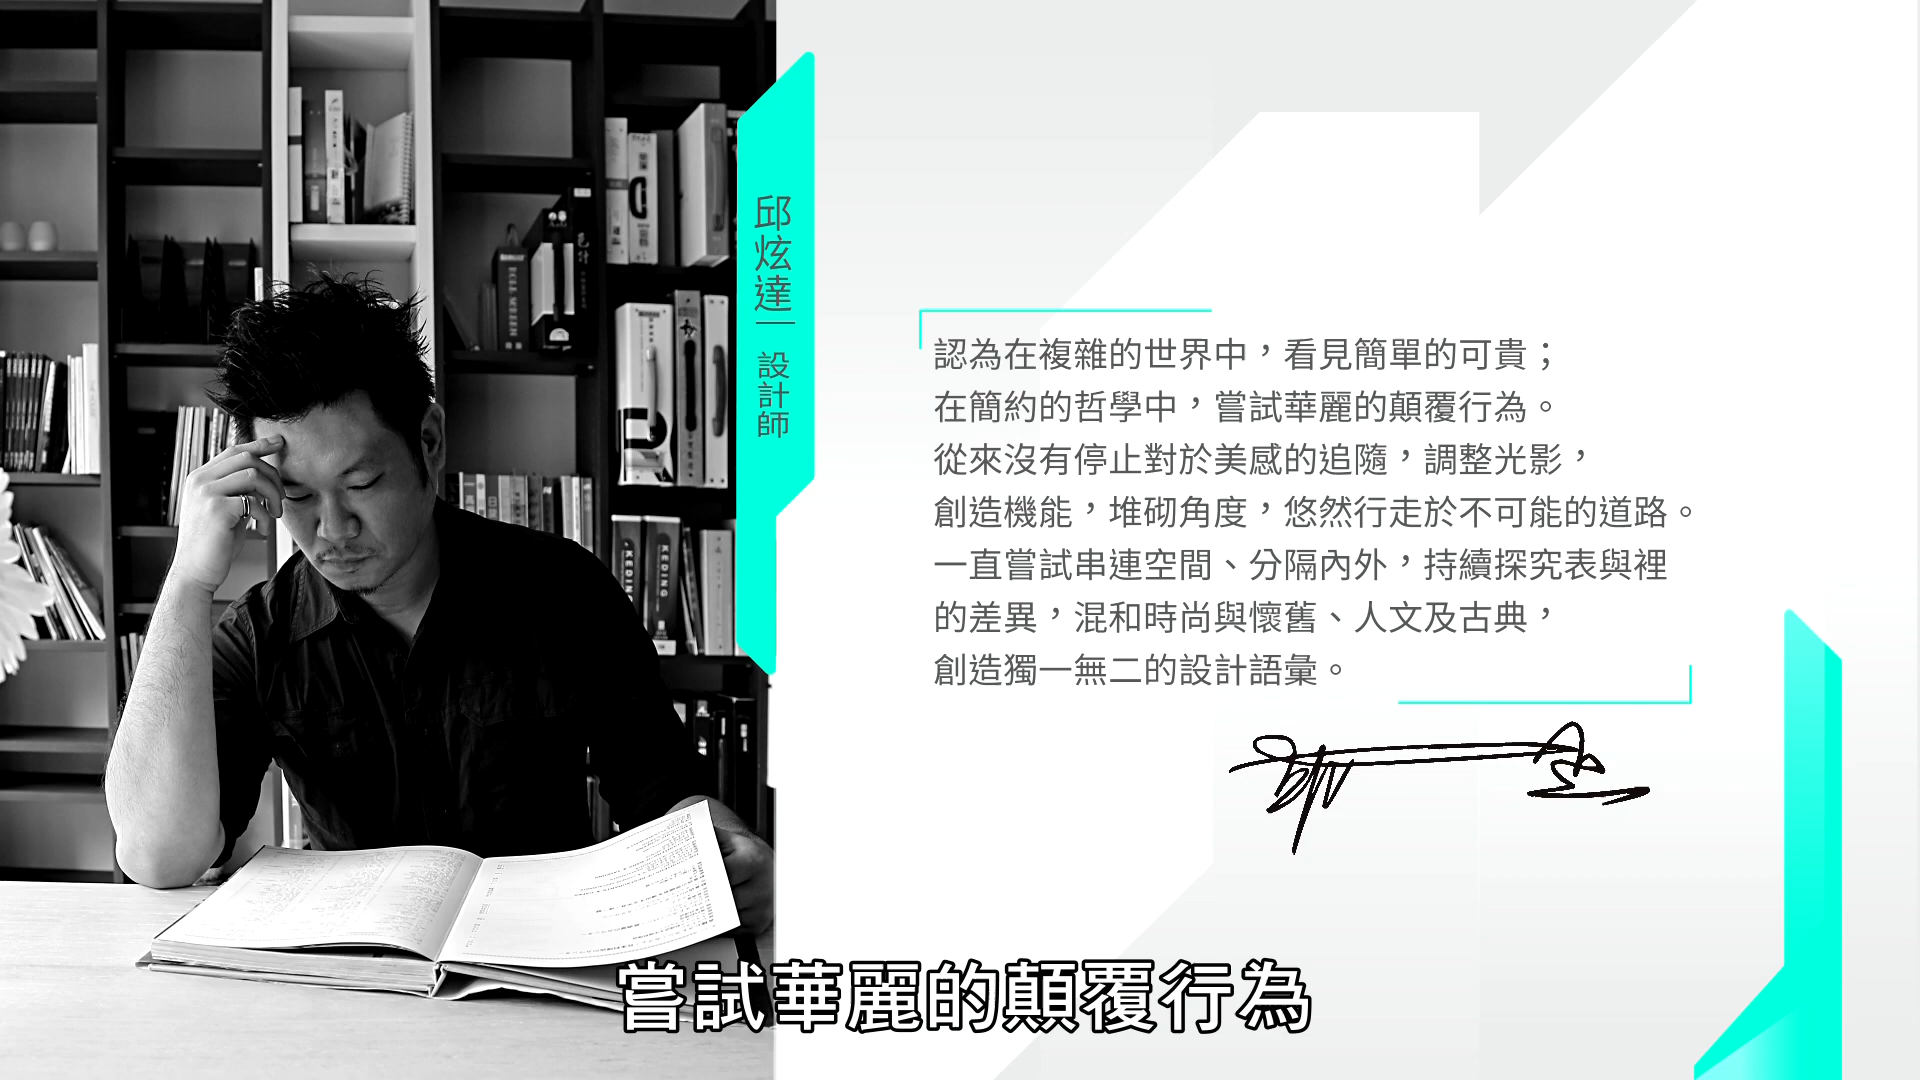 邱炫達｜設計師
認為在複雜的世界中，看見簡單的可貴；
在簡約的哲學中，嘗試華麗的顛覆行為。
從來沒有停止對於美感的追隨，調整光影，
創造機能，堆砌角度，悠然行走於不可能的道路。
一直嘗試串連空間、分隔內外，持續探究表與裡
的差異，混和時尚與懷舊、人文及古典，
創造獨一無二的設計語彙。
嘗試華麗的顛覆行為
KEDING
KEDING